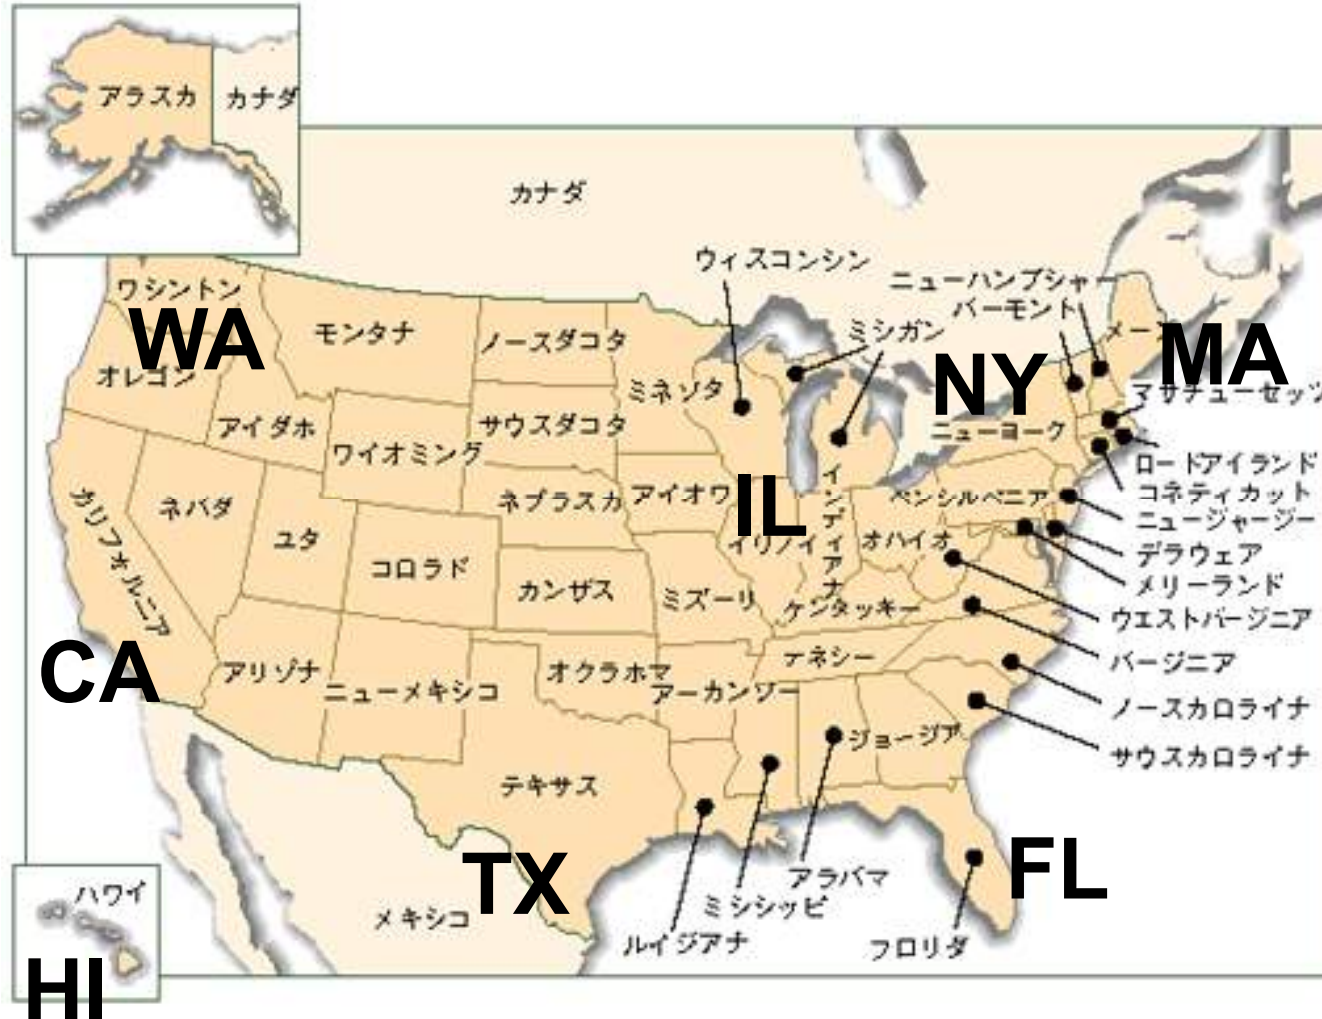 アラスカ
カナダ
カナダ
ウィスコンシン
ニューハンプシャ
バーモント
ミシガン
ワシントン
WA
モンタナ
ノースダコタ
ミネソタ
オレゴン
アイダホ
ワイオミング
サウスダコタ
NY
ニューヨーク
MA
マサチューセッツ
ロードアイランド
コネティカット
ニュージャージー
デラウェア
メリーランド
ウエストバージニア
バージニア
ノースカロライナ
サウスカロライナ
カリフォルニア
ネバダ
ユタ
コロラド
ネブラスカ
アイオワ
IL
イリノイ
インディアナ
オハイオ
ペンシルベニア
カンザス
ミズーリ
ケンタッキー
テネシー
CA
アリゾナ
ニューメキシコ
オクラホマ
アーカンソー
ジョージア
テキサス
TX
メキシコ
アラバマ
ミシシッピ
ルイジアナ
フロリダ
FL
ハワイ
HI